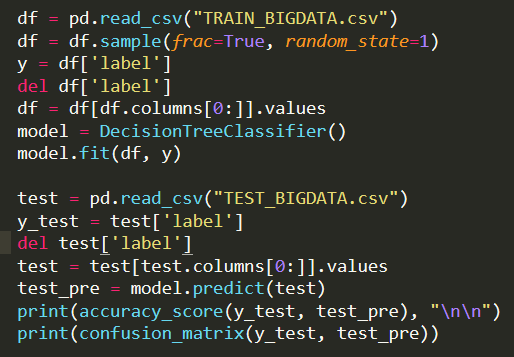 df = pd.read_csv("TRAIN_BIGDATA.csv")
df = df.sample(frac=True, random_state=1)
y = df['label']
del df['label']
df = df[df.columns[0:]].values
model = DecisionTreeClassifier()
model.fit(df, y)
test = pd.read_csv("TEST_BIGDATA.csv")
y_test = test['label']
del test['label']
test = test[test.columns[0:]].values
test_pre = model.predict(test)
print(accuracy_score(y_test, test_pre), "\n\n")
print(confusion_matrix(y_test, test_pre))